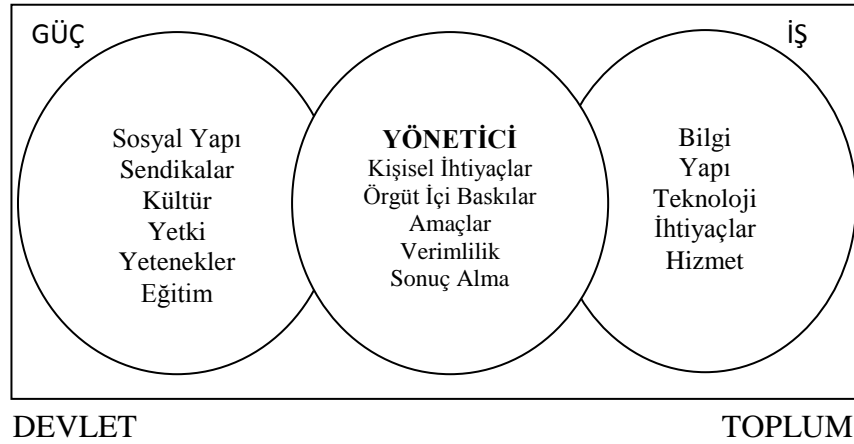 GÜÇ
İŞ
Sosyal Yapı
Sendikalar
Kültür
Yetki
Yetenekler
Eğitim
YÖNETİCİ
Kişisel İhtiyaçlar
Örgüt İçi Baskılar
Amaçlar
Verimlilik
Sonuç Alma
Bilgi
Yapı
Teknoloji
İhtiyaçlar
Hizmet
DEVLET
TOPLUM